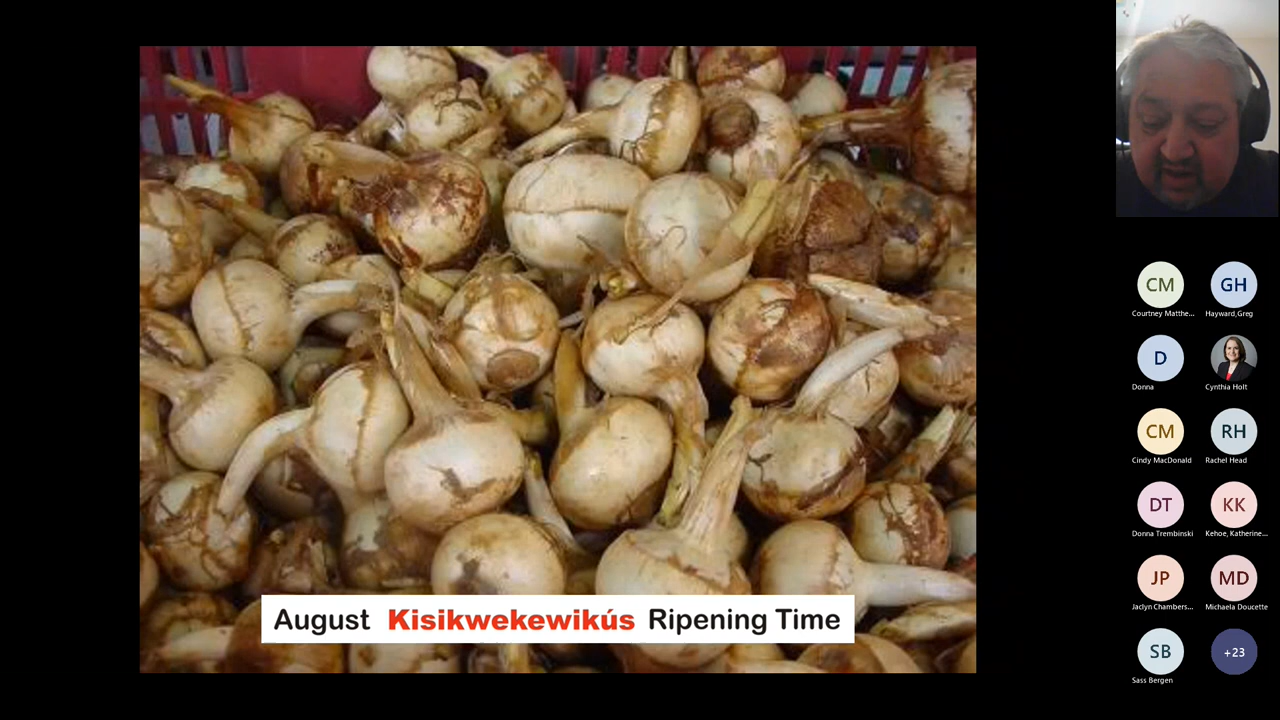 August Kisikwekewikús Ripening Time
CM
Courtney Matthe...
GH
Hayward,Greg
D
Donna
Cynthia Holt
CM
Cindy MacDonald
RH
Rachel Head
DT
Donna Trembinski
KK
Kehoe, Katherine...
JP
Jaclyn Chambers...
MD
Michaela Doucette
SB
Sass Bergen
+23